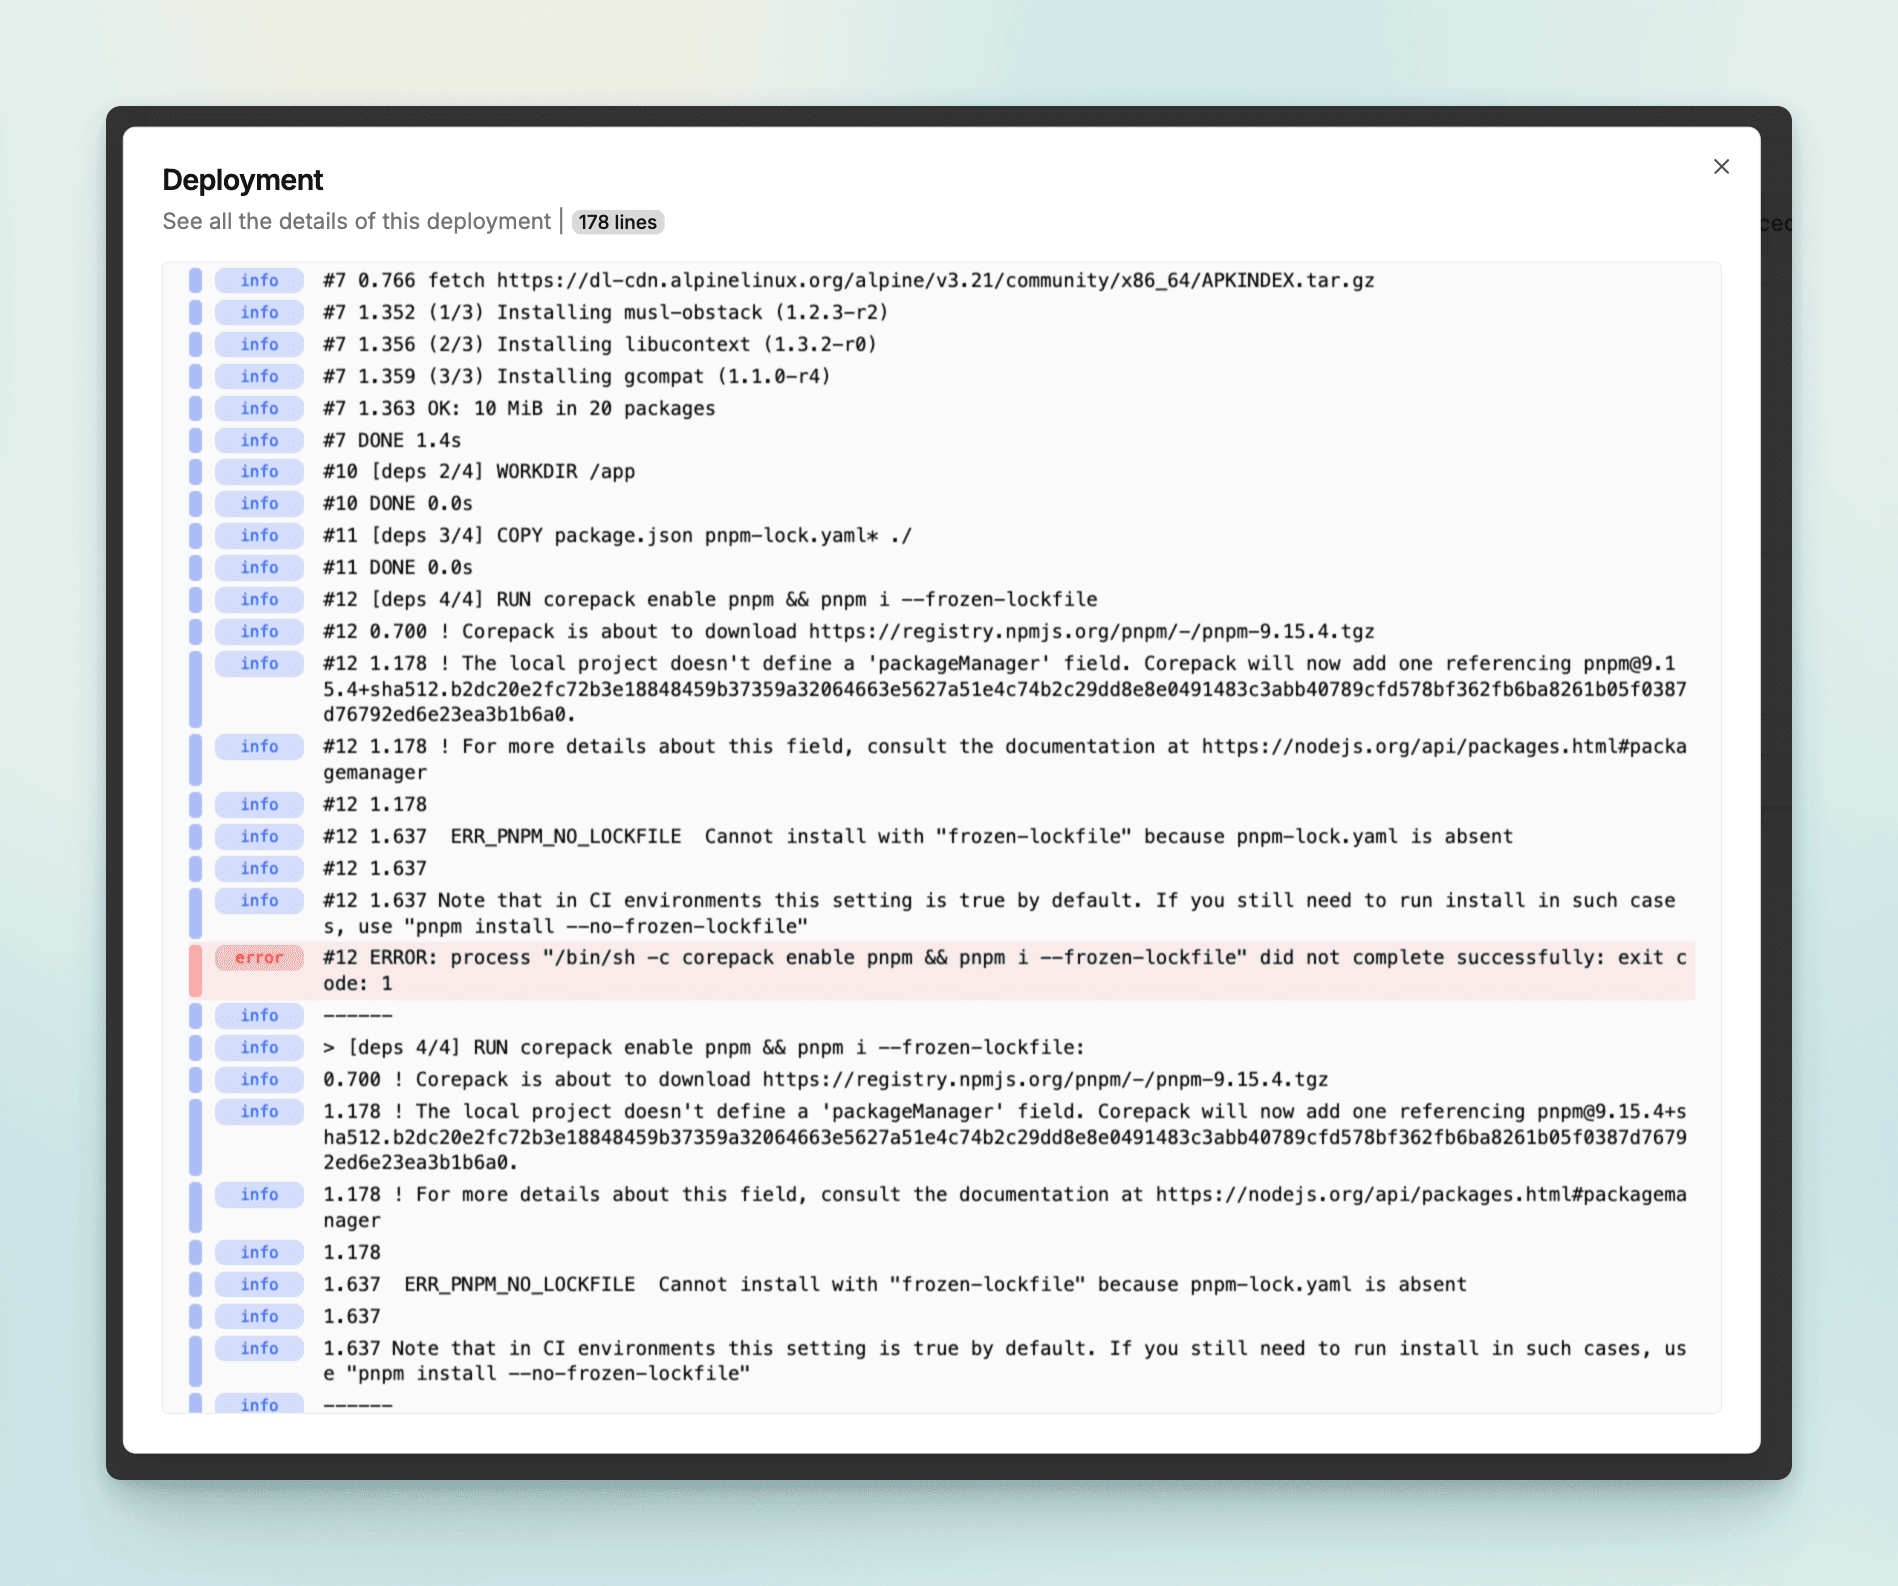 Deployment
See all the details of this deployment | 178 lines
ced
info #7 0.766 fetch https://dl-cdn.alpinelinux.org/alpine/v3.21/community/x86_64/APKINDEX.tar.gz
info #7 1.352 (1/3) Installing musl-obstack (1.2.3-r2)
info #7 1.356 (2/3) Installing libucontext (1.3.2-r0)
info #7 1.359 (3/3) Installing gcompat (1.1.0-r4)
info #7 1.363 OK: 10 MiB in 20 packages
info #7 DONE 1.4s
info #10 [deps 2/4] WORKDIR /app
info #10 DONE 0.0s
info #11 [deps 3/4] COPY package.json pnpm-lock.yaml* ./
info #11 DONE 0.0s
info #12 [deps 4/4] RUN corepack enable pnpm && pnpm i --frozen-lockfile
info #12 0.700 ! Corepack is about to download https://registry.npmjs.org/pnpm/-/pnpm-9.15.4.tgz
info #12 1.178 ! The local project doesn't define a 'packageManager' field. Corepack will now add one referencing pnpm@9.1
5.4+sha512.b2dc20e2fc72b3e18848459b37359a32064663e5627a51e4c74b2c29dd8e8e0491483c3abb40789cfd578bf362fb6ba8261b05f0387
d76792ed6e23ea3b1b6a0.
info #12 1.178 ! For more details about this field, consult the documentation at https://nodejs.org/api/packages.html#packa
gemanager
info #12 1.178
info #12 1.637  ERR_PNPM_NO_LOCKFILE  Cannot install with "frozen-lockfile" because pnpm-lock.yaml is absent
info #12 1.637
info #12 1.637 Note that in CI environments this setting is true by default. If you still need to run install in such case
s, use "pnpm install --no-frozen-lockfile"
error #12 ERROR: process "/bin/sh -c corepack enable pnpm && pnpm i --frozen-lockfile" did not complete successfully: exit c
ode: 1
info ------
info > [deps 4/4] RUN corepack enable pnpm && pnpm i --frozen-lockfile:
info 0.700 ! Corepack is about to download https://registry.npmjs.org/pnpm/-/pnpm-9.15.4.tgz
info 1.178 ! The local project doesn't define a 'packageManager' field. Corepack will now add one referencing pnpm@9.15.4+s
ha512.b2dc20e2fc72b3e18848459b37359a32064663e5627a51e4c74b2c29dd8e8e0491483c3abb40789cfd578bf362fb6ba8261b05f0387d7679
2ed6e23ea3b1b6a0.
info 1.178 ! For more details about this field, consult the documentation at https://nodejs.org/api/packages.html#packagema
nager
info 1.178
info 1.637  ERR_PNPM_NO_LOCKFILE  Cannot install with "frozen-lockfile" because pnpm-lock.yaml is absent
info 1.637
info 1.637 Note that in CI environments this setting is true by default. If you still need to run install in such cases, us
e "pnpm install --no-frozen-lockfile"
info ------